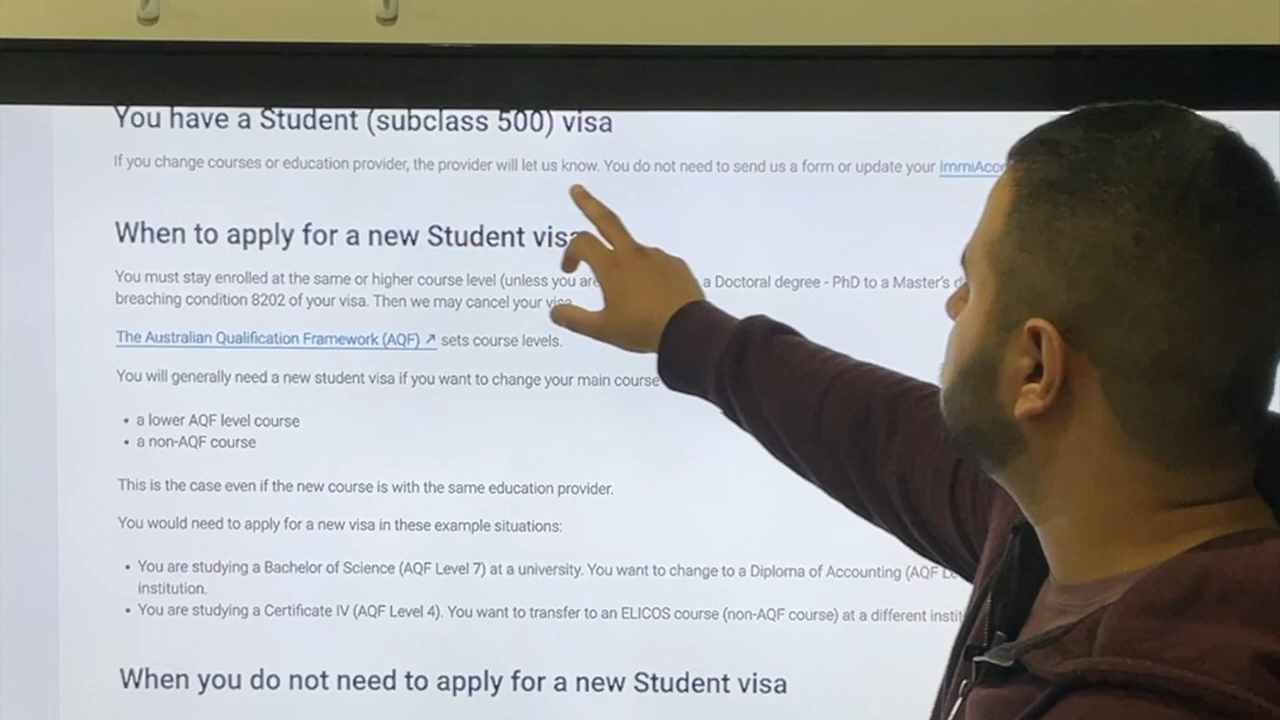 You have a Student (subclass 500) visa
If you change courses or education provider, the provider will let us know. You do not need to send us a form or update your
When to apply for a new Student visa
You must stay enrolled at the same or higher course level (unless you are a Doctoral degree - PhD to a Master's
breaching condition 8202 of your visa. Then we may cancel your visa
The Australian Qualification Framework (AQF) ↗ sets course levels.
You will generally need a new student visa if you want to change your main course
• a lower AQF level course
• a non-AQF course
This is the case even if the new course is with the same education provider.
You would need to apply for a new visa in these example situations:
• You are studying a Bachelor of Science (AQF Level 7) at a university. You want to change to a Diploma of Accounting (AQF
institution.
• You are studying a Certificate IV (AQF Level 4). You want to transfer to an ELICOS course (non-AQF course) at a different
When you do not need to apply for a new Student visa